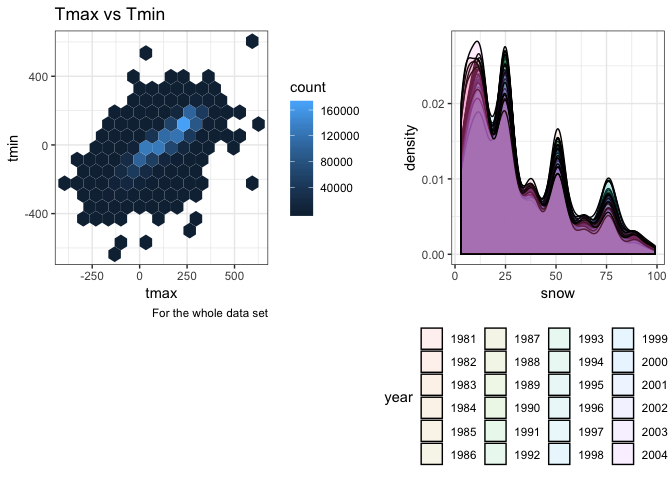 Tmax vs Tmin
tmin
400
0
-400
-250
0
250
500
tmax
For the whole data set
count
160000
120000
80000
40000
density
0.02
0.01
0.00
0
25
50
75
100
snow
year
1981 1987 1993 1999
1982 1988 1994 2000
1983 1989 1995 2001
1984 1990 1996 2002
1985 1991 1997 2003
1986 1992 1998 2004